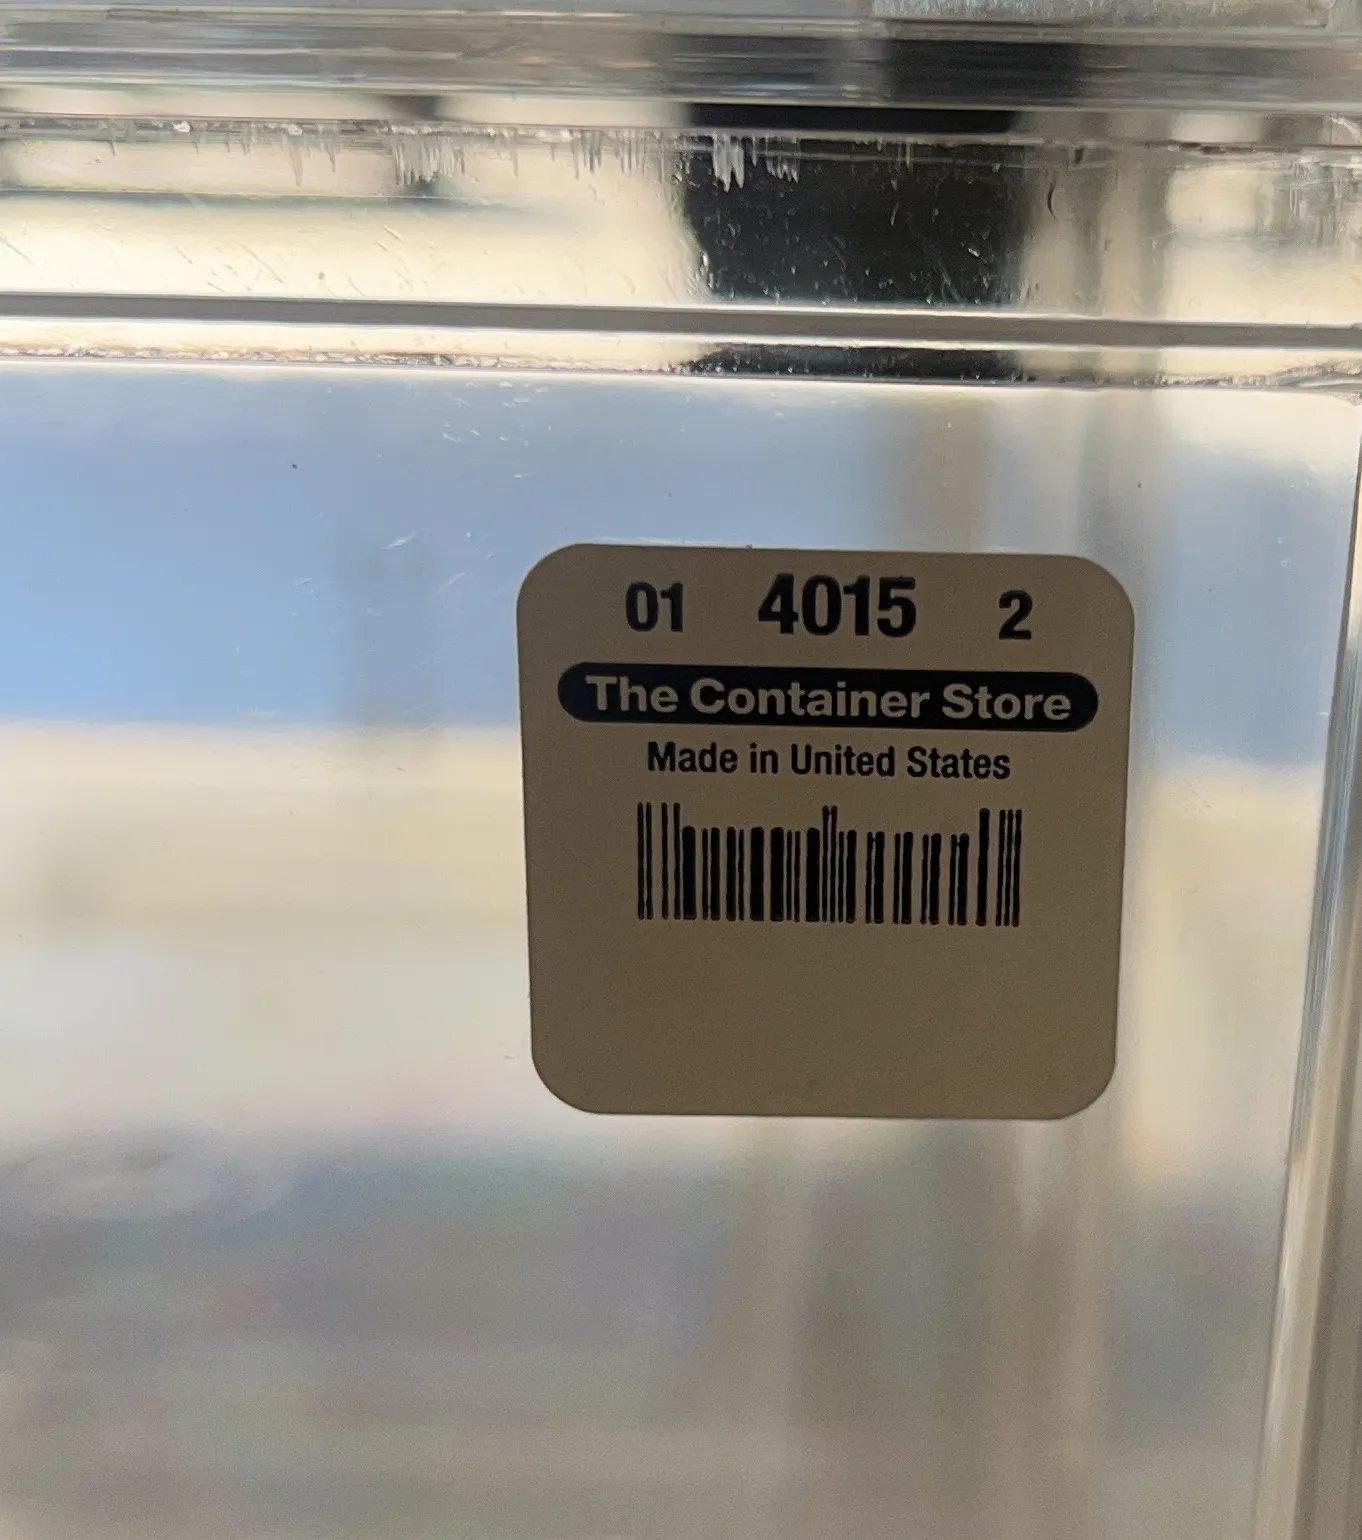 01 4015 2
The Container Store
Made in United States